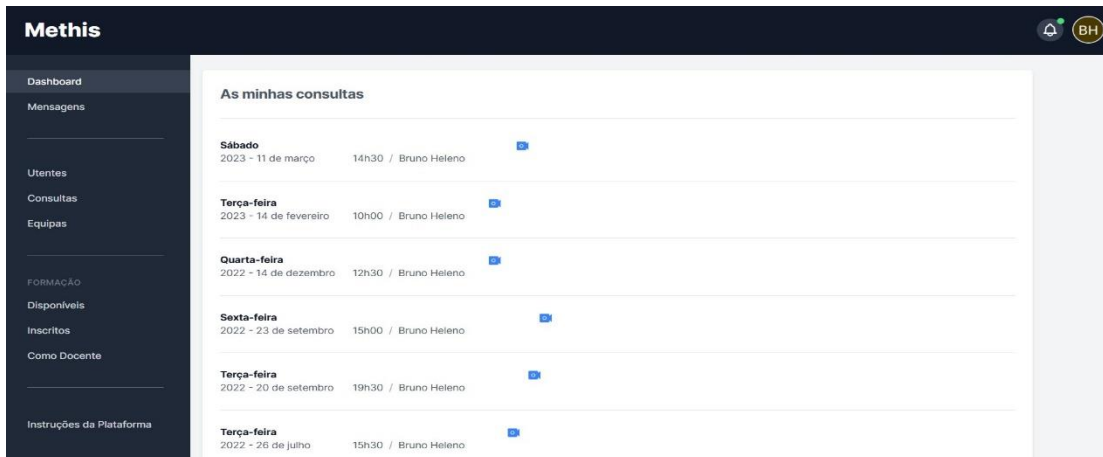 Methis
BH
Dashboard
Mensagens
Utentes
Consultas
Equipas
FORMAÇÃO
Disponíveis
Inscritos
Como Docente
Instruções da Plataforma
As minhas consultas
Sábado
2023 - 11 de março 14h30 / Bruno Heleno
Terça-feira
2023 - 14 de fevereiro 10h00 / Bruno Heleno
Quarta-feira
2022 - 14 de dezembro 12h30 / Bruno Heleno
Sexta-feira
2022 - 23 de setembro 15h00 / Bruno Heleno
Terça-feira
2022 - 20 de setembro 19h30 / Bruno Heleno
Terça-feira
2022 - 26 de julho 15h30 / Bruno Heleno